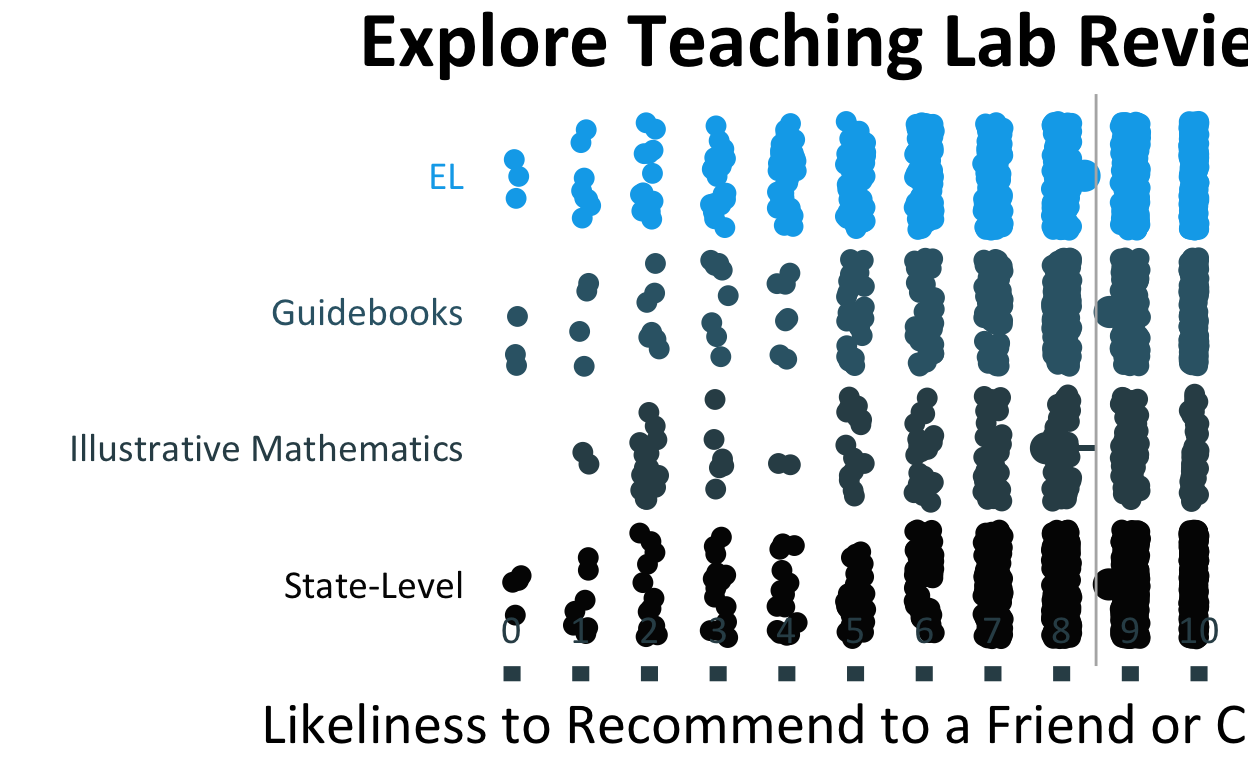 Explore Teaching Lab Revie
EL
Guidebooks
Illustrative Mathematics
State-Level
0 1 2 3 4 5 6 7 8 9 10
Likeliness to Recommend to a Friend or C